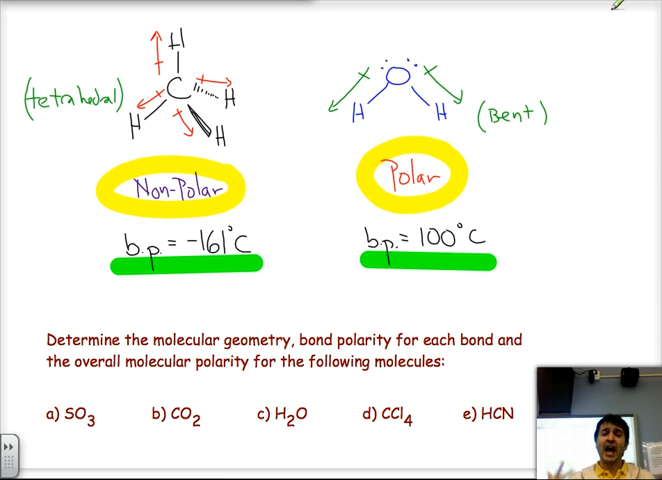 H
C
H
H
H
(tetrahedral)
O
H
H
(Bent)
Non-Polar
Polar
b.p. = -161°C
b.p. = 100°C
Determine the molecular geometry, bond polarity for each bond and
the overall molecular polarity for the following molecules:
a) SO3 b) CO2 c) H2O d) CCl4 e) HCN